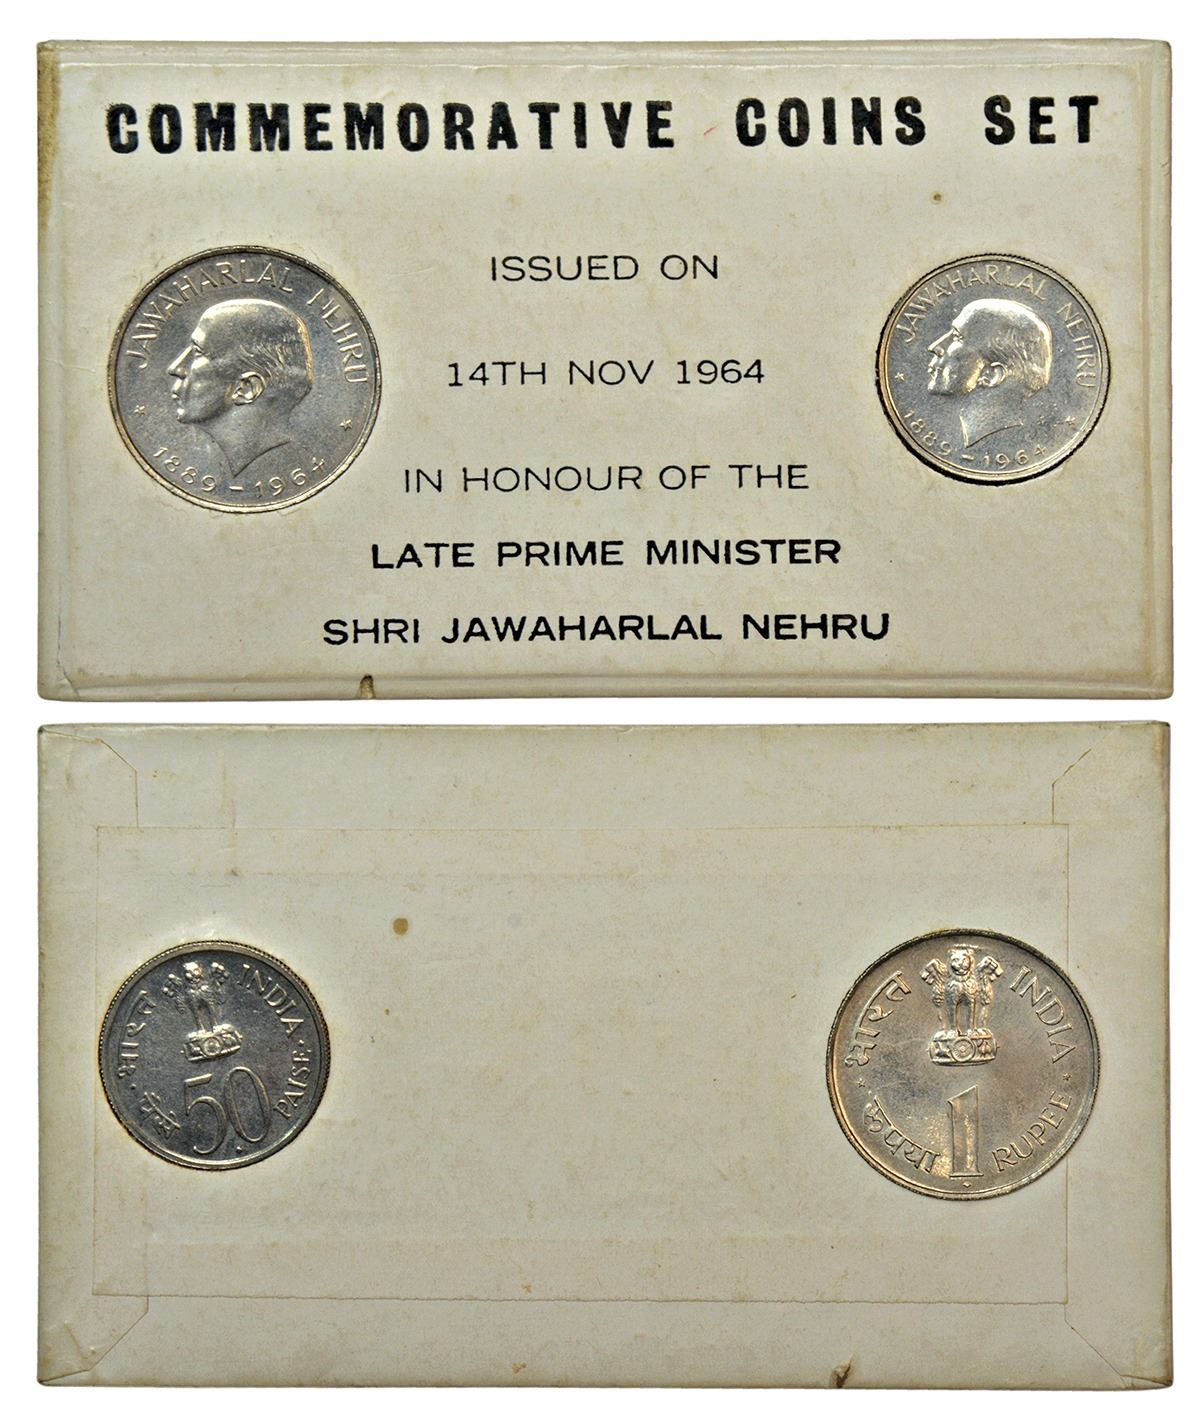 COMMEMORATIVE COINS SET
JAWAHARLAL NEHRU
1889-1964
ISSUED ON
14TH NOV 1964
IN HONOUR OF THE
LATE PRIME MINISTER
SHRI JAWAHARLAL NEHRU
JAWAHARLAL NEHRU
1889-1964
भारत INDIA
पैसे 50 PAISE
भारत INDIA
रुपया 1 RUPEE